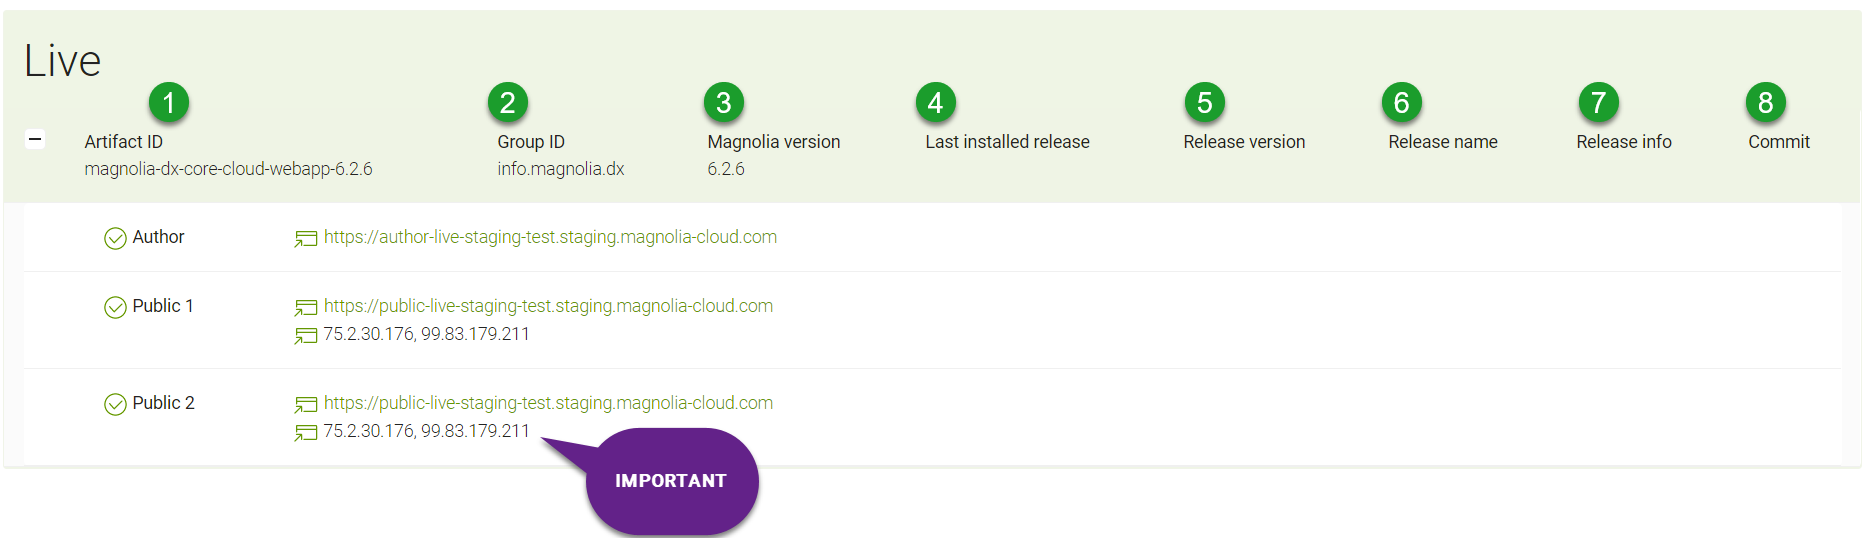 Live
1 2 3 4 5 6 7 8
Artifact ID Group ID Magnolia version Last installed release Release version Release name Release info Commit
magnolia-dx-core-cloud-webapp-6.2.6 info.magnolia.dx 6.2.6
Author https://author-live-staging-test.staging.magnolia-cloud.com
Public 1 https://public-live-staging-test.staging.magnolia-cloud.com
75.2.30.176, 99.83.179.211
Public 2 https://public-live-staging-test.staging.magnolia-cloud.com
75.2.30.176, 99.83.179.211
IMPORTANT